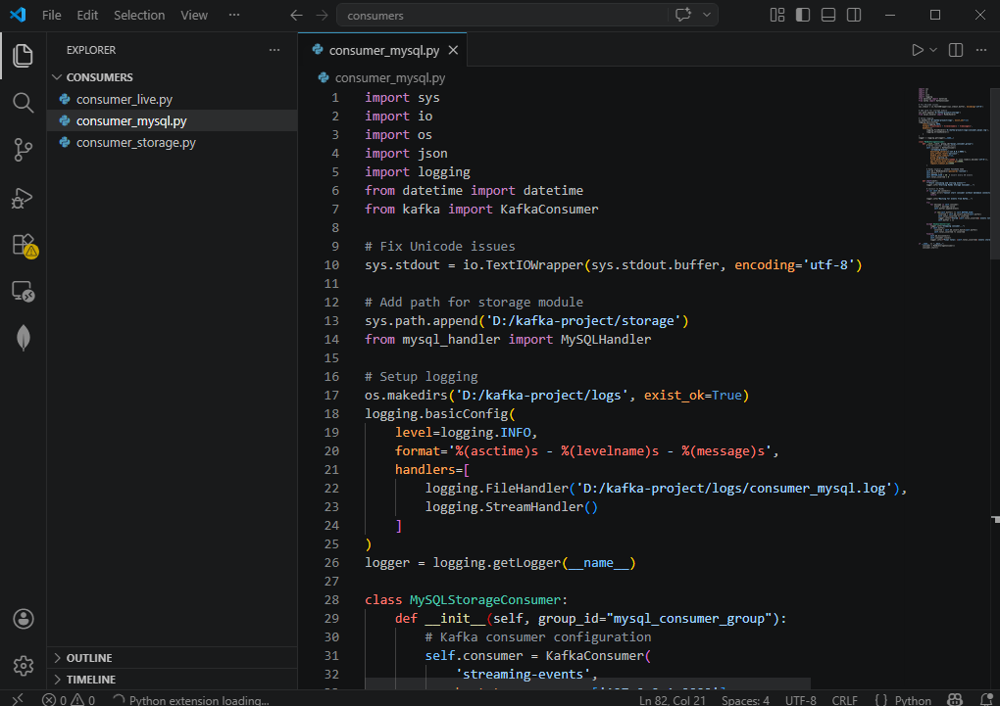 File Edit Selection View ··· consumers
EXPLORER ···
CONSUMERS
consumer_live.py
consumer_mysql.py
consumer_storage.py
OUTLINE
TIMELINE
consumer_mysql.py
consumer_mysql.py
1 import sys
2 import io
3 import os
4 import json
5 import logging
6 from datetime import datetime
7 from kafka import KafkaConsumer
8
9 # Fix Unicode issues
10 sys.stdout = io.TextIOWrapper(sys.stdout.buffer, encoding='utf-8')
11
12 # Add path for storage module
13 sys.path.append('D:/kafka-project/storage')
14 from mysql_handler import MySQLHandler
15
16 # Setup logging
17 os.makedirs('D:/kafka-project/logs', exist_ok=True)
18 logging.basicConfig(
19     level=logging.INFO,
20     format='%(asctime)s - %(levelname)s - %(message)s',
21     handlers=[
22         logging.FileHandler('D:/kafka-project/logs/consumer_mysql.log'),
23         logging.StreamHandler()
24     ]
25 )
26 logger = logging.getLogger(__name__)
27
28 class MySQLStorageConsumer:
29     def __init__(self, group_id="mysql_consumer_group"):
30         # Kafka consumer configuration
31         self.consumer = KafkaConsumer(
32             'streaming-events',
0 0 Python extension loading... Ln 82, Col 21 Spaces: 4 UTF-8 CRLF { } Python